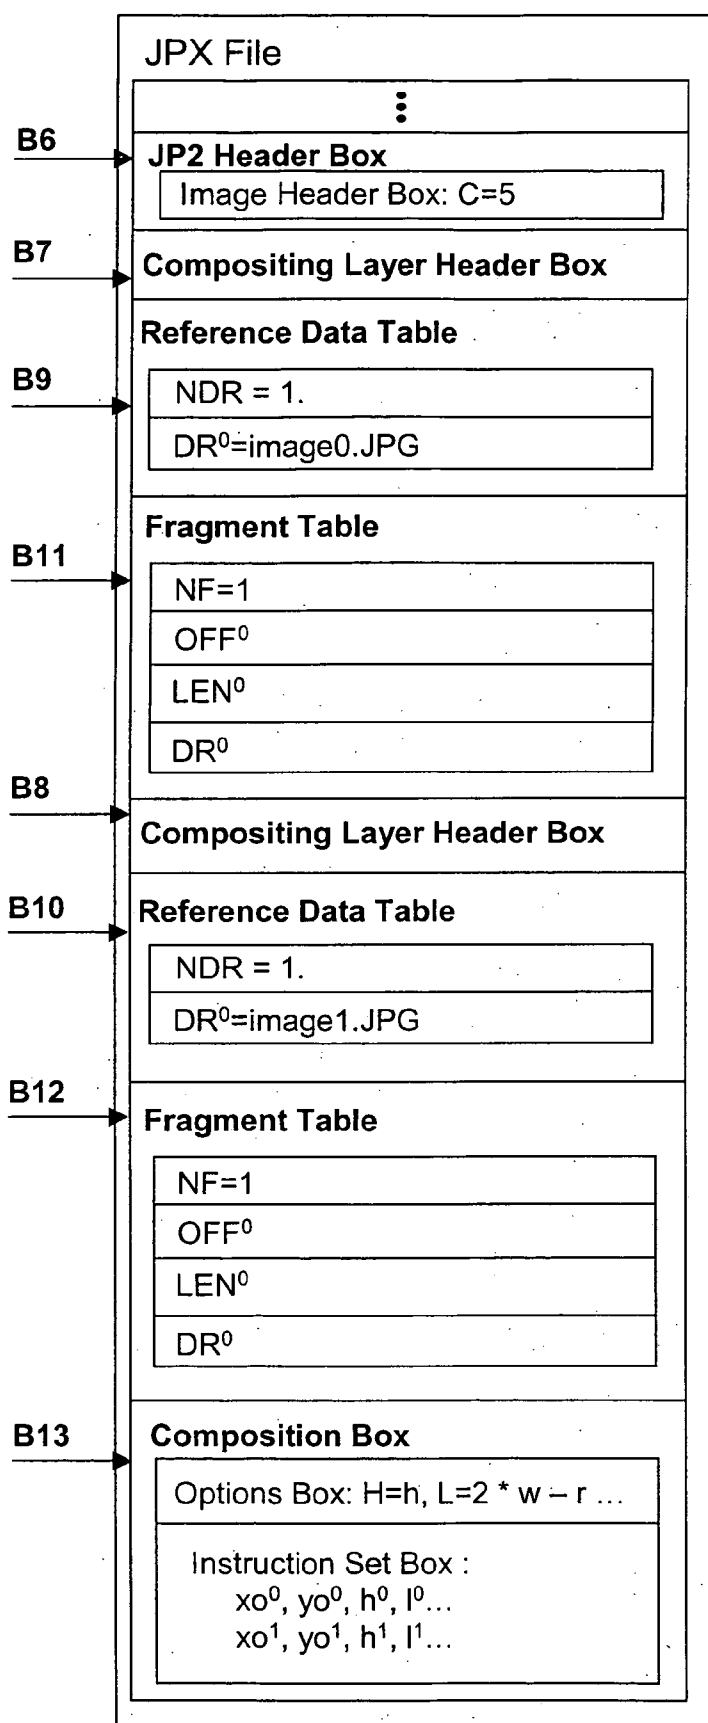 JPX File
B6
JP2 Header Box
Image Header Box: C=5
B7
Compositing Layer Header Box
Reference Data Table
B9
NDR = 1.
DR⁰=image0.JPG
Fragment Table
B11
NF=1
OFF⁰
LEN⁰
DR⁰
B8
Compositing Layer Header Box
B10
Reference Data Table
NDR = 1.
DR⁰=image1.JPG
B12
Fragment Table
NF=1
OFF⁰
LEN⁰
DR⁰
B13
Composition Box
Options Box: H=h, L=2 * w – r ...
Instruction Set Box :
xo⁰, yo⁰, h⁰, l⁰...
xo¹, yo¹, h¹, l¹...